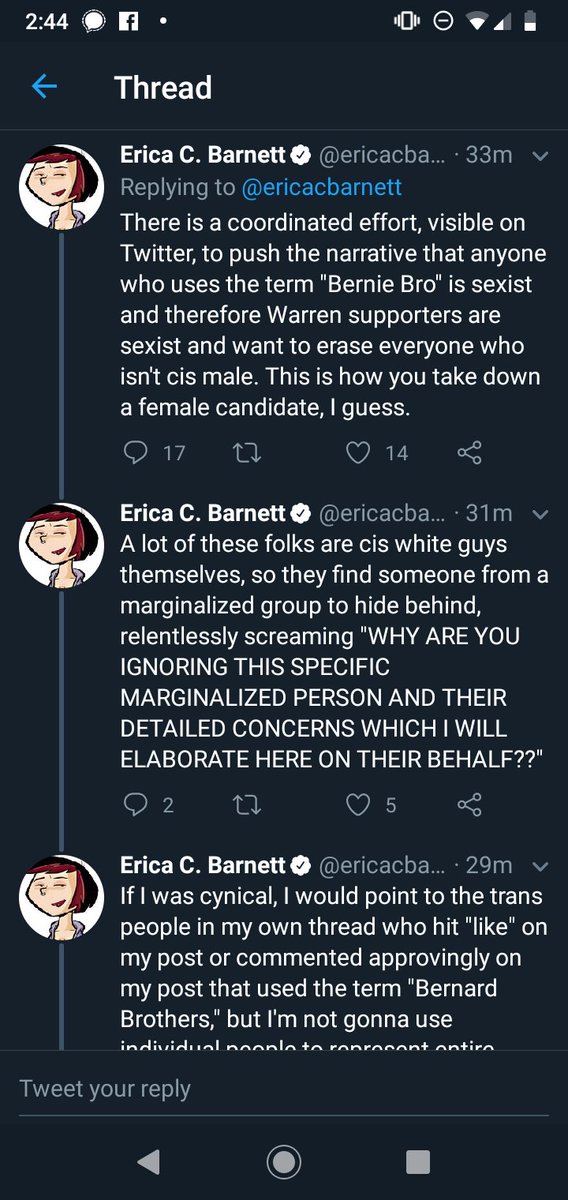 2:44
Thread
Erica C. Barnett @ericacba... · 33m
Replying to @ericacbarnett
There is a coordinated effort, visible on
Twitter, to push the narrative that anyone
who uses the term "Bernie Bro" is sexist
and therefore Warren supporters are
sexist and want to erase everyone who
isn't cis male. This is how you take down
a female candidate, I guess.
17 14
Erica C. Barnett @ericacba... · 31m
A lot of these folks are cis white guys
themselves, so they find someone from a
marginalized group to hide behind,
relentlessly screaming "WHY ARE YOU
IGNORING THIS SPECIFIC
MARGINALIZED PERSON AND THEIR
DETAILED CONCERNS WHICH I WILL
ELABORATE HERE ON THEIR BEHALF??"
2 5
Erica C. Barnett @ericacba... · 29m
If I was cynical, I would point to the trans
people in my own thread who hit "like" on
my post or commented approvingly on
my post that used the term "Bernard
Brothers," but I'm not gonna use
individual people to represent entire
Tweet your reply